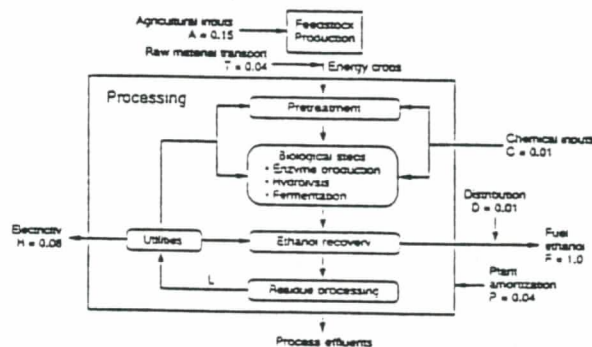 Agricultural inputs
A = 0.15
Feedstock
Production
Raw material transport
T = 0.04
Energy crops
Processing
Pretreatment
Biological steps
• Enzyme production
• Hydrolysis
• Fermentation
Chemical inputs
C = 0.01
Distribution
D = 0.01
Electricity
H = 0.08
Utilities
Ethanol recovery
Fuel
ethanol
F = 1.0
L
Residue processing
Plant
amortization
P = 0.04
Process effluents